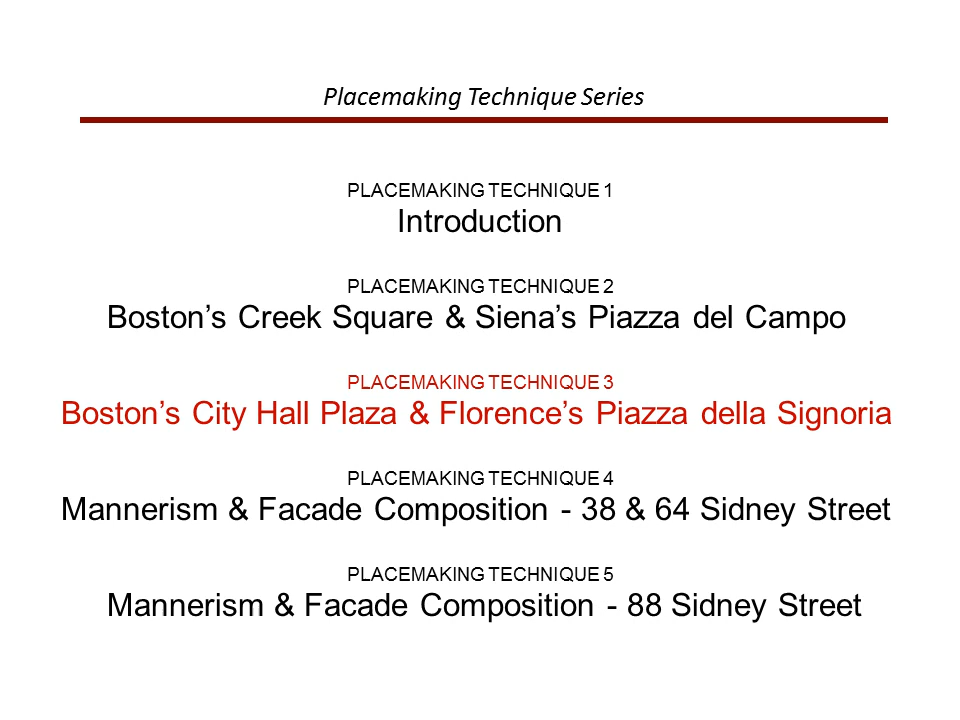 Placemaking Technique Series
PLACEMAKING TECHNIQUE 1
Introduction
PLACEMAKING TECHNIQUE 2
Boston’s Creek Square & Siena’s Piazza del Campo
PLACEMAKING TECHNIQUE 3
Boston’s City Hall Plaza & Florence’s Piazza della Signoria
PLACEMAKING TECHNIQUE 4
Mannerism & Facade Composition - 38 & 64 Sidney Street
PLACEMAKING TECHNIQUE 5
Mannerism & Facade Composition - 88 Sidney Street